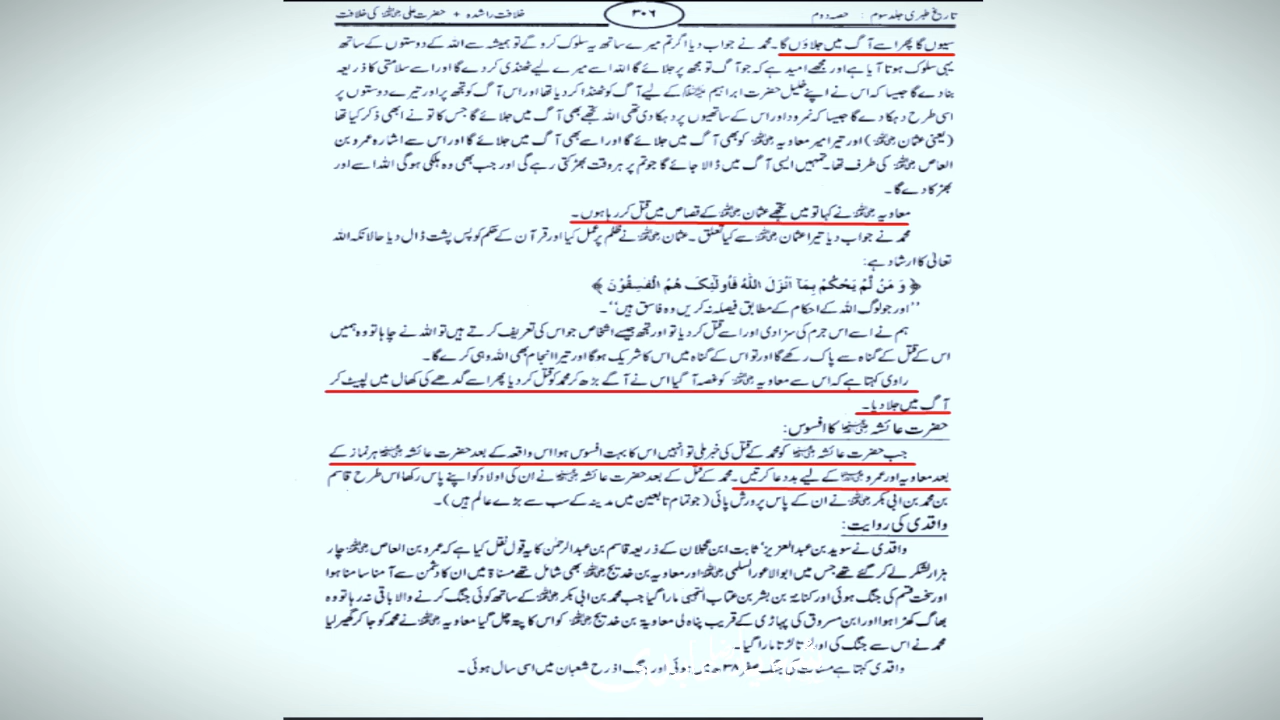 تاریخ طبری جلد سوم : حصہ دوم ۳۰۶ خلافت راشدہ + حضرت علی رضی اللہ عنہ کی خلافت
سیوں گا پھر اسے آگ میں جلاؤں گا۔ محمد نے جواب دیا اگر تم میرے ساتھ یہ سلوک کرو گے تو ہمیشہ سے اللہ کے دوستوں کے ساتھ
یہی سلوک ہوتا آیا ہے اور مجھے امید ہے کہ جو آگ تو مجھ پر جلائے گا اللہ اسے میرے لیے ٹھنڈی کر دے گا اور اسے سلامتی کا ذریعہ
بنا دے گا جیسا کہ اس نے اپنے خلیل حضرت ابراہیم علیہ السلام کے لیے آگ کو ٹھنڈا کر دیا تھا اور اس آگ کو تجھ پر اور تیرے دوستوں پر
اسی طرح دہکا دے گا جیسا کہ نمرود اور اس کے ساتھیوں پر دہکا دی تھی اللہ تجھے بھی آگ میں جلائے گا جس کا تو نے ابھی ذکر کیا تھا
(یعنی عثمان رضی اللہ عنہ) اور تیرا امیر معاویہ رضی اللہ عنہ کو بھی آگ میں جلائے گا اور اسے بھی آگ میں جلائے گا اور اس سے اشارہ عمرو بن
العاص رضی اللہ عنہ کی طرف تھا۔ تمہیں ایسی آگ میں ڈالا جائے گا جو تم پر ہر وقت بھڑکتی رہے گی اور جب بھی وہ ہلکی ہوگی اللہ اسے اور
بھڑکا دے گا۔
معاویہ رضی اللہ عنہ نے کہا تو میں تجھے عثمان رضی اللہ عنہ کے قصاص میں قتل کر رہا ہوں۔
محمد نے جواب دیا تیرا عثمان رضی اللہ عنہ سے کیا تعلق۔ عثمان رضی اللہ عنہ نے ظلم پر عمل کیا اور قرآن کے حکم کو پس پشت ڈال دیا حالانکہ اللہ
تعالیٰ کا ارشاد ہے:
﴿ وَ مَنْ لَّمْ يَحْكُمْ بِمَآ اَنْزَلَ اللّٰهُ فَاُولٰٓئِکَ هُمُ الْفٰسِقُوْنَ ﴾
’’اور جو لوگ اللہ کے احکام کے مطابق فیصلہ نہ کریں وہ فاسق ہیں‘‘۔
ہم نے اسے اس جرم کی سزا دی اور اسے قتل کر دیا تو اور تجھ جیسے اشخاص جو اس کی تعریف کرتے ہیں تو اللہ نے چاہا تو وہ ہمیں
اس کے قتل کے گناہ سے پاک رکھے گا اور تو اس کے گناہ میں اس کا شریک ہوگا اور تیرا انجام بھی اللہ وہی کرے گا۔
راوی کہتا ہے کہ اس سے معاویہ رضی اللہ عنہ کو غصہ آ گیا اس نے آگے بڑھ کر محمد کو قتل کر دیا پھر اسے گدھے کی کھال میں لپیٹ کر
آگ میں جلا دیا۔
حضرت عائشہ رضی اللہ عنہا کا افسوس:
جب حضرت عائشہ رضی اللہ عنہا کو محمد کے قتل کی خبر ملی تو انہیں اس کا بہت افسوس ہوا اس واقعہ کے بعد حضرت عائشہ رضی اللہ عنہا ہر نماز کے
بعد معاویہ اور عمرو رضی اللہ عنہما کے لیے بددعا کرتیں۔ محمد کے قتل کے بعد حضرت عائشہ رضی اللہ عنہا نے ان کی اولاد کو اپنے پاس رکھا اس طرح قاسم
بن محمد بن ابی بکر رضی اللہ عنہ نے ان کے پاس پرورش پائی (جو تمام تابعین میں مدینہ کے سب سے بڑے عالم ہیں)۔
واقدی کی روایت:
واقدی نے سوید بن عبدالعزیز‘ ثابت ابن عجلان کے ذریعہ قاسم بن عبدالرحمٰن کا یہ قول نقل کیا ہے کہ عمرو بن العاص رضی اللہ عنہ چار
ہزار لشکر لے کر گئے تھے جس میں ابوالاعور السلمی رضی اللہ عنہ اور معاویہ بن خدیج رضی اللہ عنہ بھی شامل تھے مسناۃ میں ان کا دشمن سے آمنا سامنا ہوا
اور سخت قسم کی جنگ ہوئی اور کنانہ بن بشر بن عتاب التجیبی مارا گیا جب محمد بن ابی بکر رضی اللہ عنہ کے ساتھ کوئی جنگ کرنے والا باقی نہ رہا تو وہ
بھاگ کھڑا ہوا اور ابن مسروق کی پہاڑی کے قریب پناہ لی معاویہ بن خدیج رضی اللہ عنہ کو اس کا پتہ چل گیا معاویہ رضی اللہ عنہ نے محمد کو جا کر گھیر لیا
محمد نے اس سے جنگ کی اور لڑتا لڑتا مارا گیا۔
واقدی کہتا ہے مسناۃ کی جنگ صفر ۳۸ھ میں ہوئی اور جنگ اذرح شعبان میں اسی سال ہوئی۔